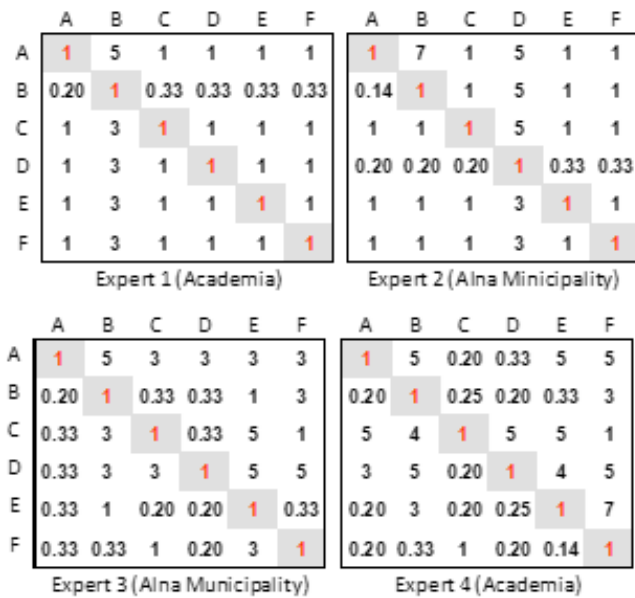 A B C D E F
A 1 5 1 1 1 1
B 0.20 1 0.33 0.33 0.33 0.33
C 1 3 1 1 1 1
D 1 3 1 1 1 1
E 1 3 1 1 1 1
F 1 3 1 1 1 1
Expert 1 (Academia)
A B C D E F
1 7 1 5 1 1
0.14 1 1 5 1 1
1 1 1 5 1 1
0.20 0.20 0.20 1 0.33 0.33
1 1 1 3 1 1
1 1 1 3 1 1
Expert 2 (Alna Minicipality)
A B C D E F
A 1 5 3 3 3 3
B 0.20 1 0.33 0.33 1 3
C 0.33 3 1 0.33 5 1
D 0.33 3 3 1 5 5
E 0.33 1 0.20 0.20 1 0.33
F 0.33 0.33 1 0.20 3 1
Expert 3 (Alna Municipality)
A B C D E F
1 5 0.20 0.33 5 5
0.20 1 0.25 0.20 0.33 3
5 4 1 5 5 1
3 5 0.20 1 4 5
0.20 3 0.20 0.25 1 7
0.20 0.33 1 0.20 0.14 1
Expert 4 (Academia)